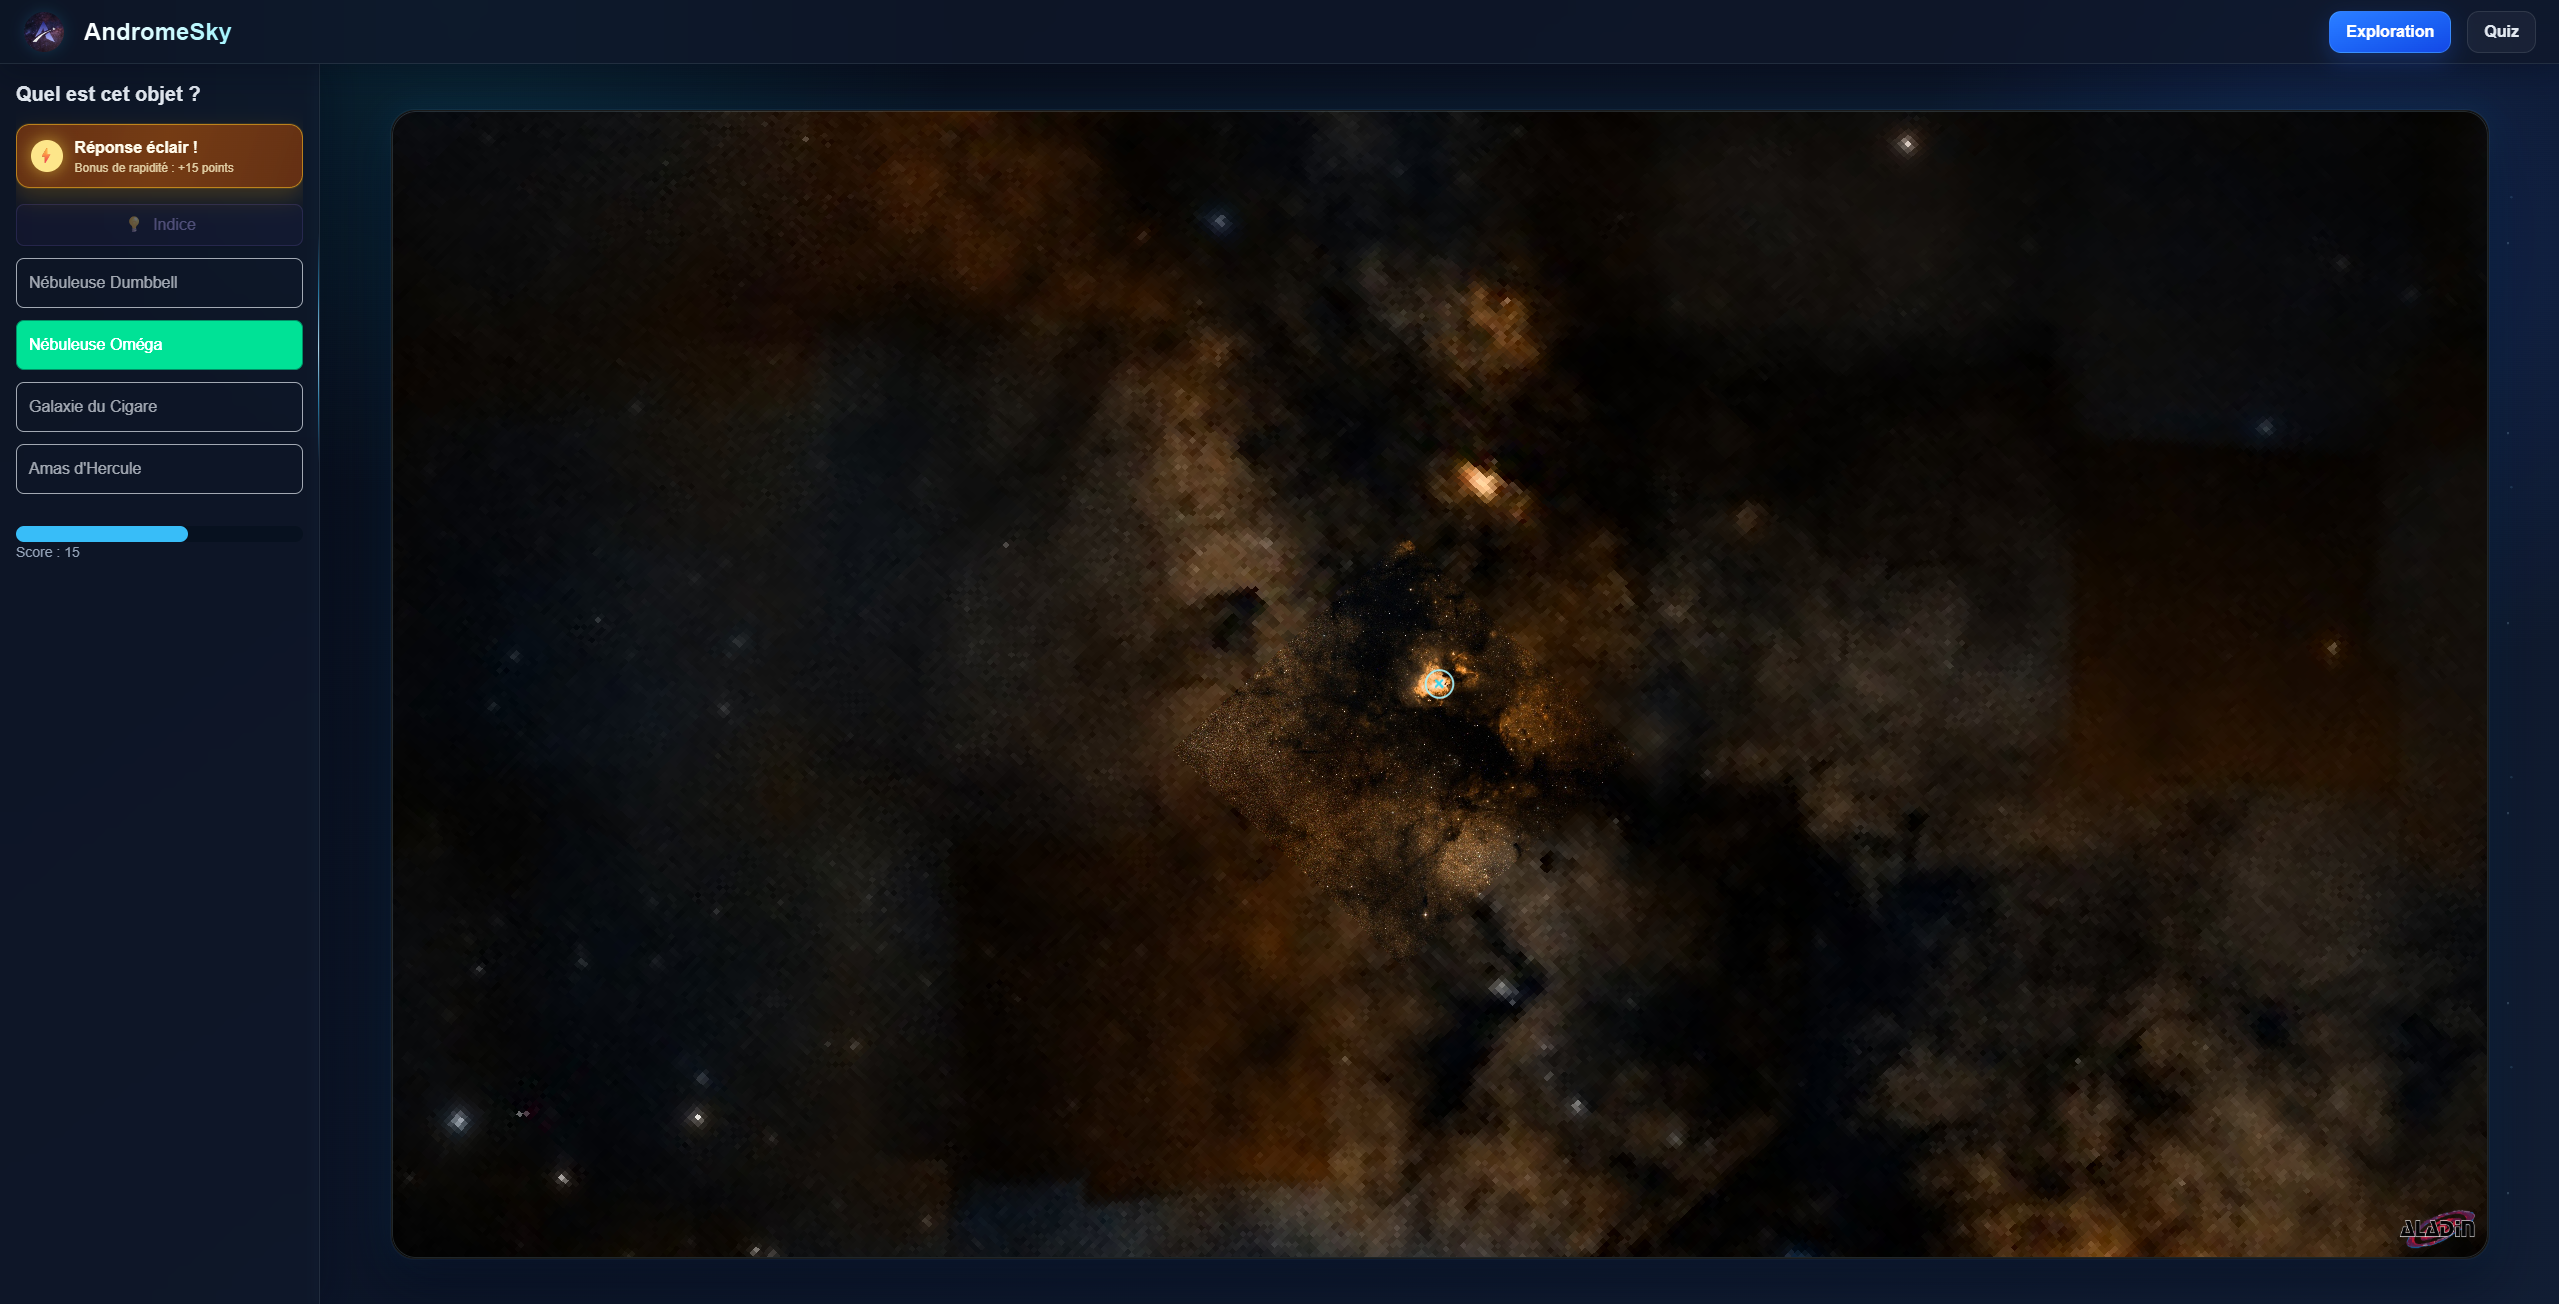 AndromeSky
Exploration
Quiz
Quel est cet objet ?
Réponse éclair !
Bonus de rapidité : +15 points
Indice
Nébuleuse Dumbbell
Nébuleuse Oméga
Galaxie du Cigare
Amas d'Hercule
Score : 15
ALADiN